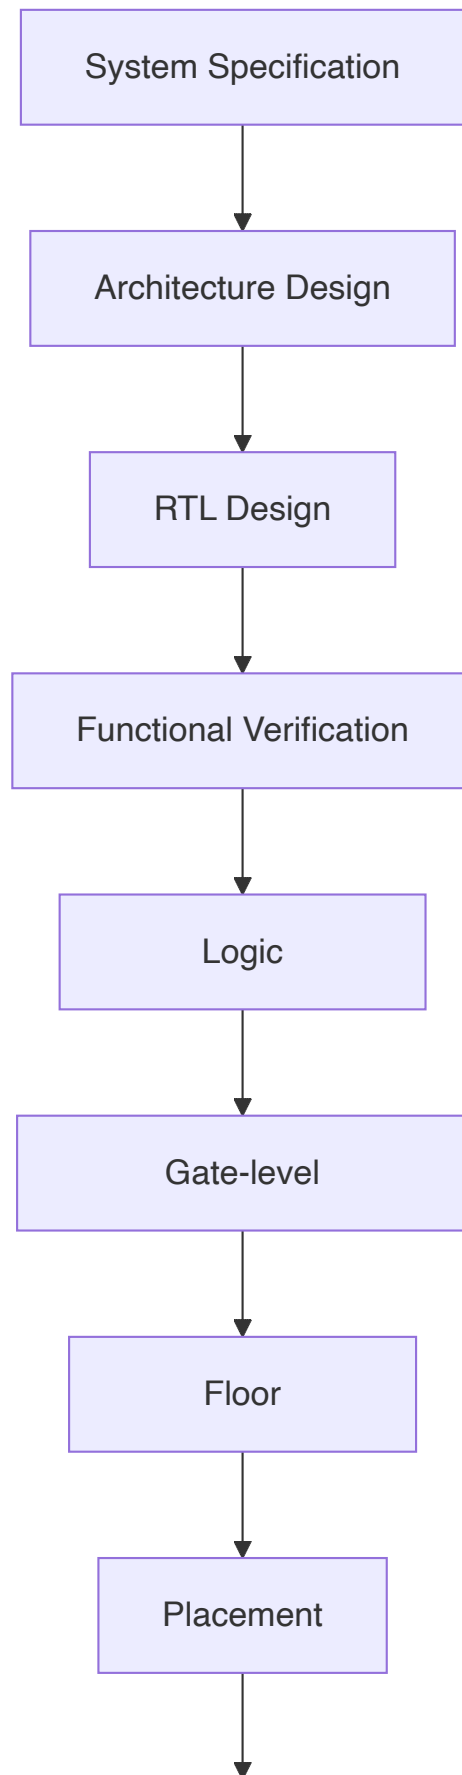 System Specification
Architecture Design
RTL Design
Functional Verification
Logic
Gate-level
Floor
Placement